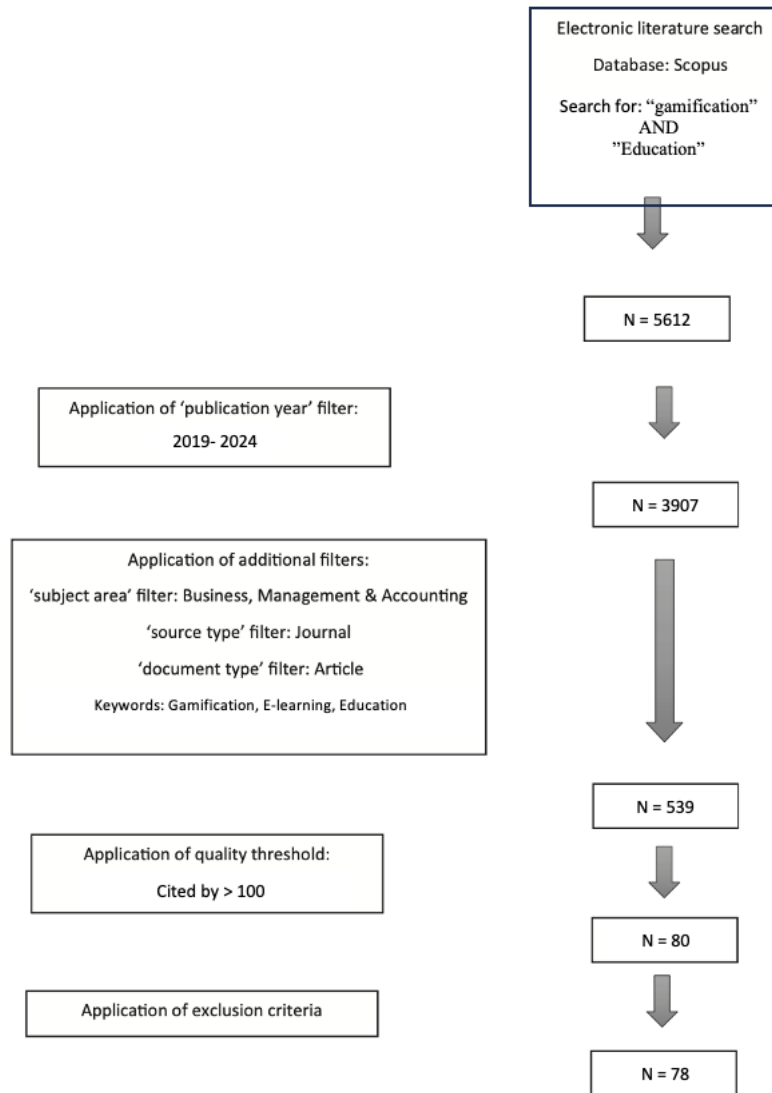 Electronic literature search
Database: Scopus
Search for: “gamification”
AND
”Education”
N = 5612
Application of ‘publication year’ filter:
2019- 2024
N = 3907
Application of additional filters:
‘subject area’ filter: Business, Management & Accounting
‘source type’ filter: Journal
‘document type’ filter: Article
Keywords: Gamification, E-learning, Education
N = 539
Application of quality threshold:
Cited by > 100
N = 80
Application of exclusion criteria
N = 78